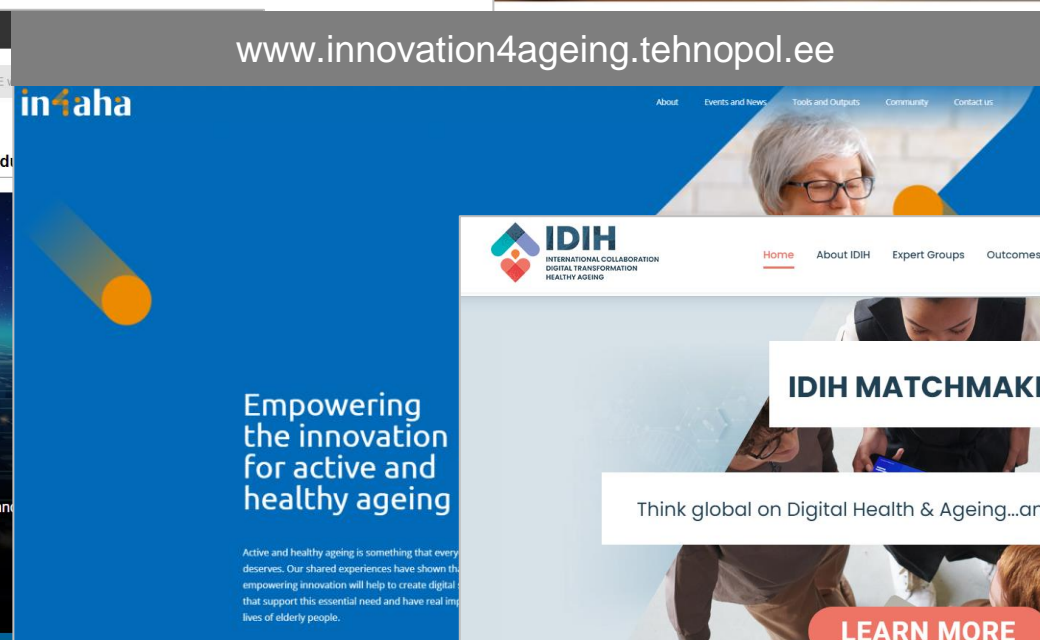 www.innovation4ageing.tehnopol.ee
in4aha
About Events and News Tools and Outputs Community Contact us
IDIH
INTERNATIONAL COLLABORATION
DIGITAL TRANSFORMATION
HEALTHY AGEING
Home About IDIH Expert Groups Outcomes
IDIH MATCHMAKI
Think global on Digital Health & Ageing...an
LEARN MORE
Empowering
the innovation
for active and
healthy ageing
Active and healthy ageing is something that every
deserves. Our shared experiences have shown tha
empowering innovation will help to create digital
that support this essential need and have real imp
lives of elderly people.